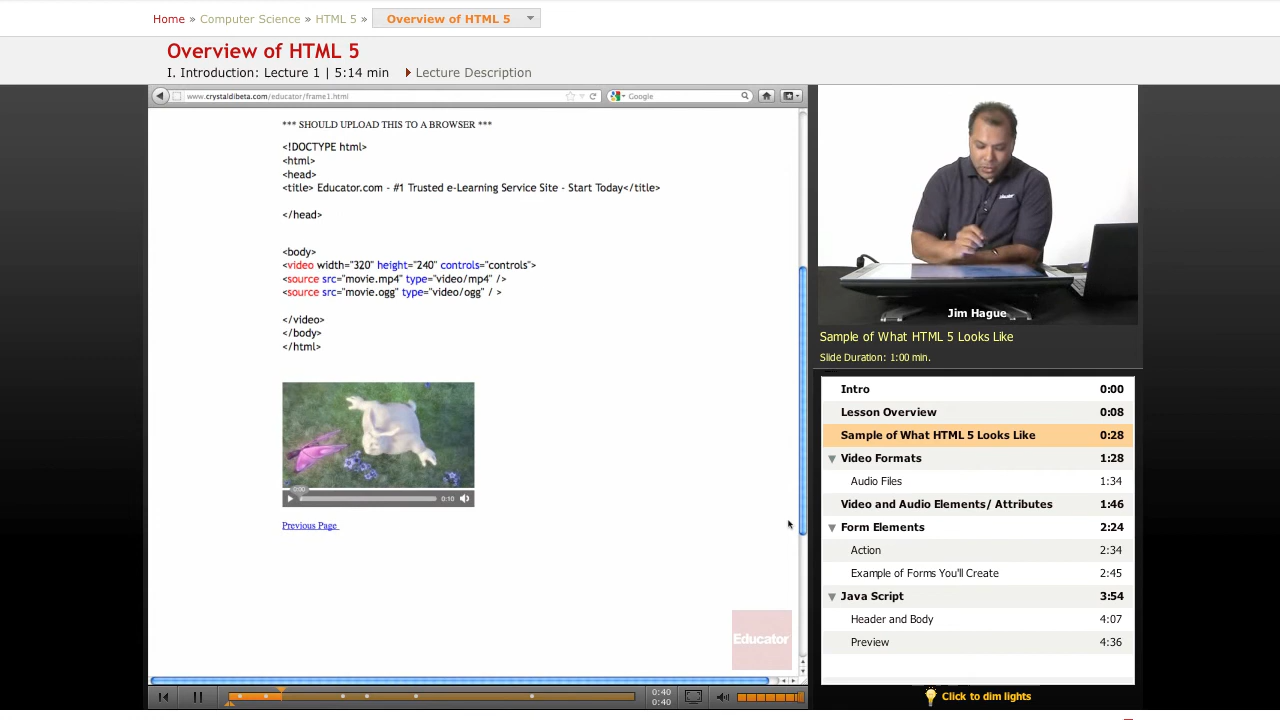 Home » Computer Science » HTML 5 » Overview of HTML 5
Overview of HTML 5
I. Introduction: Lecture 1 | 5:14 min Lecture Description
www.crystaldibeta.com/educator/frame1.html Google
*** SHOULD UPLOAD THIS TO A BROWSER ***
<!DOCTYPE html>
<html>
<head>
<title> Educator.com - #1 Trusted e-Learning Service Site - Start Today</title>
</head>
<body>
<video width="320" height="240" controls="controls">
<source src="movie.mp4" type="video/mp4" />
<source src="movie.ogg" type="video/ogg" / >
</video>
</body>
</html>
0:00
0:10
Previous Page
Educator
0:40
0:40
Jim Hague
Sample of What HTML 5 Looks Like
Slide Duration: 1:00 min.
Intro 0:00
Lesson Overview 0:08
Sample of What HTML 5 Looks Like 0:28
Video Formats 1:28
Audio Files 1:34
Video and Audio Elements/ Attributes 1:46
Form Elements 2:24
Action 2:34
Example of Forms You'll Create 2:45
Java Script 3:54
Header and Body 4:07
Preview 4:36
Click to dim lights